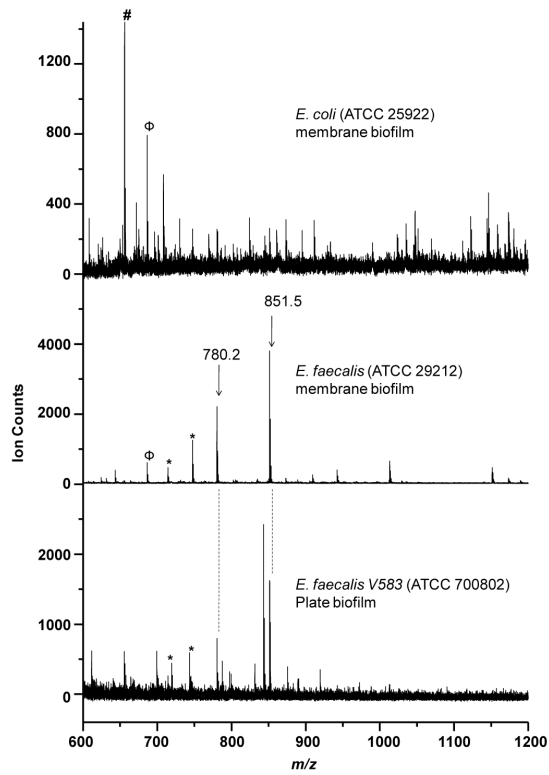 #
1200
Φ
E. coli (ATCC 25922)
membrane biofilm
800
400
0
851.5
4000
780.2
E. faecalis (ATCC 29212)
membrane biofilm
2000
Φ * *
0
Ion Counts
2000
E. faecalis V583 (ATCC 700802)
Plate biofilm
1000
* *
0
600 700 800 900 1000 1100 1200
m/z